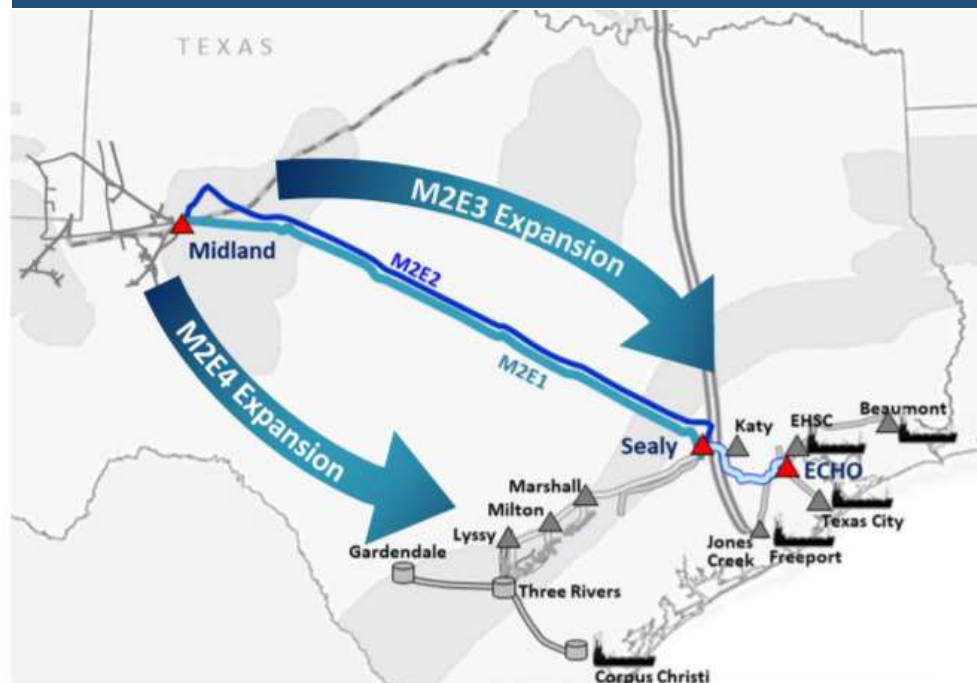 TEXAS
M2E3 Expansion
Midland
M2E2
M2E4 Expansion
M2E1
Beaumont
Katy
EHSC
Sealy
ECHO
Marshall
Texas City
Milton
Lyssy
Jones
Creek
Freeport
Gardendale
Three Rivers
Corpus Christi